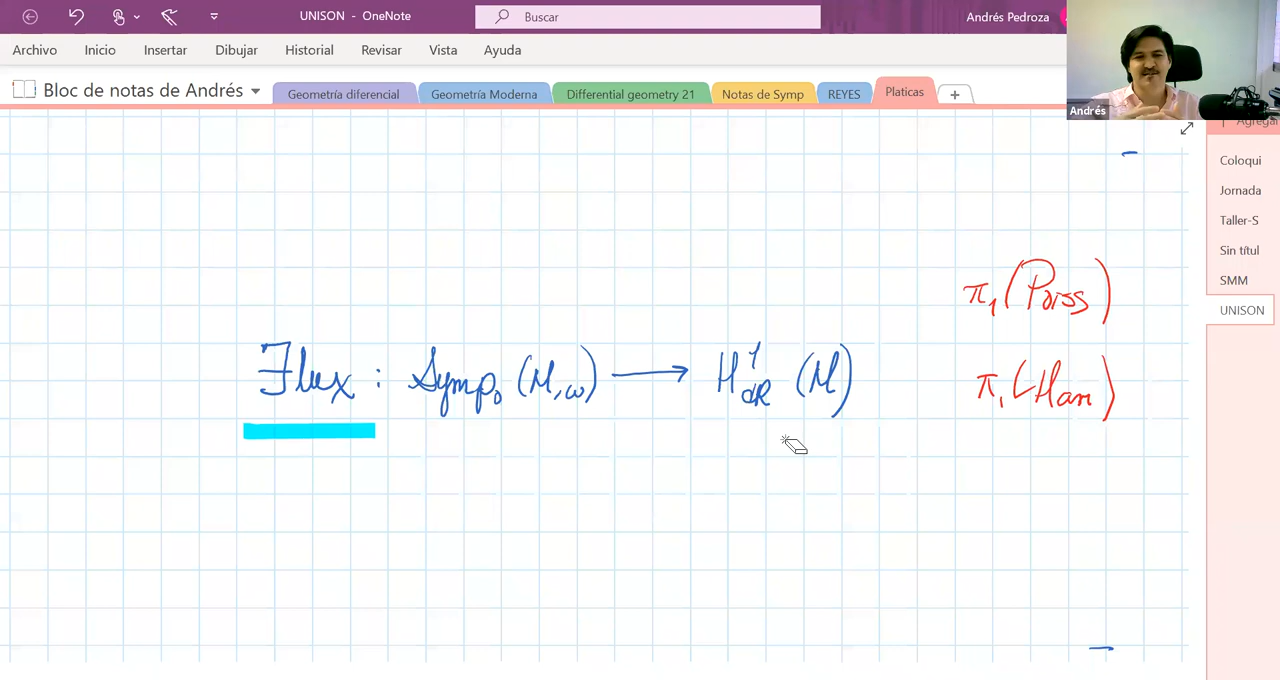 UNISON - OneNote
Buscar
Andrés Pedroza
Archivo Inicio Insertar Dibujar Historial Revisar Vista Ayuda
Bloc de notas de Andrés
Geometría diferencial Geometría Moderna Differential geometry 21 Notas de Symp REYES Platicas
Andrés
Agregar
Coloqui
Jornada
Taller-S
Sin títul
SMM
UNISON
π₁(Poiss)
Flux : Symp₀(M,ω) ⟶ H¹dR(M)
π₁(Ham)